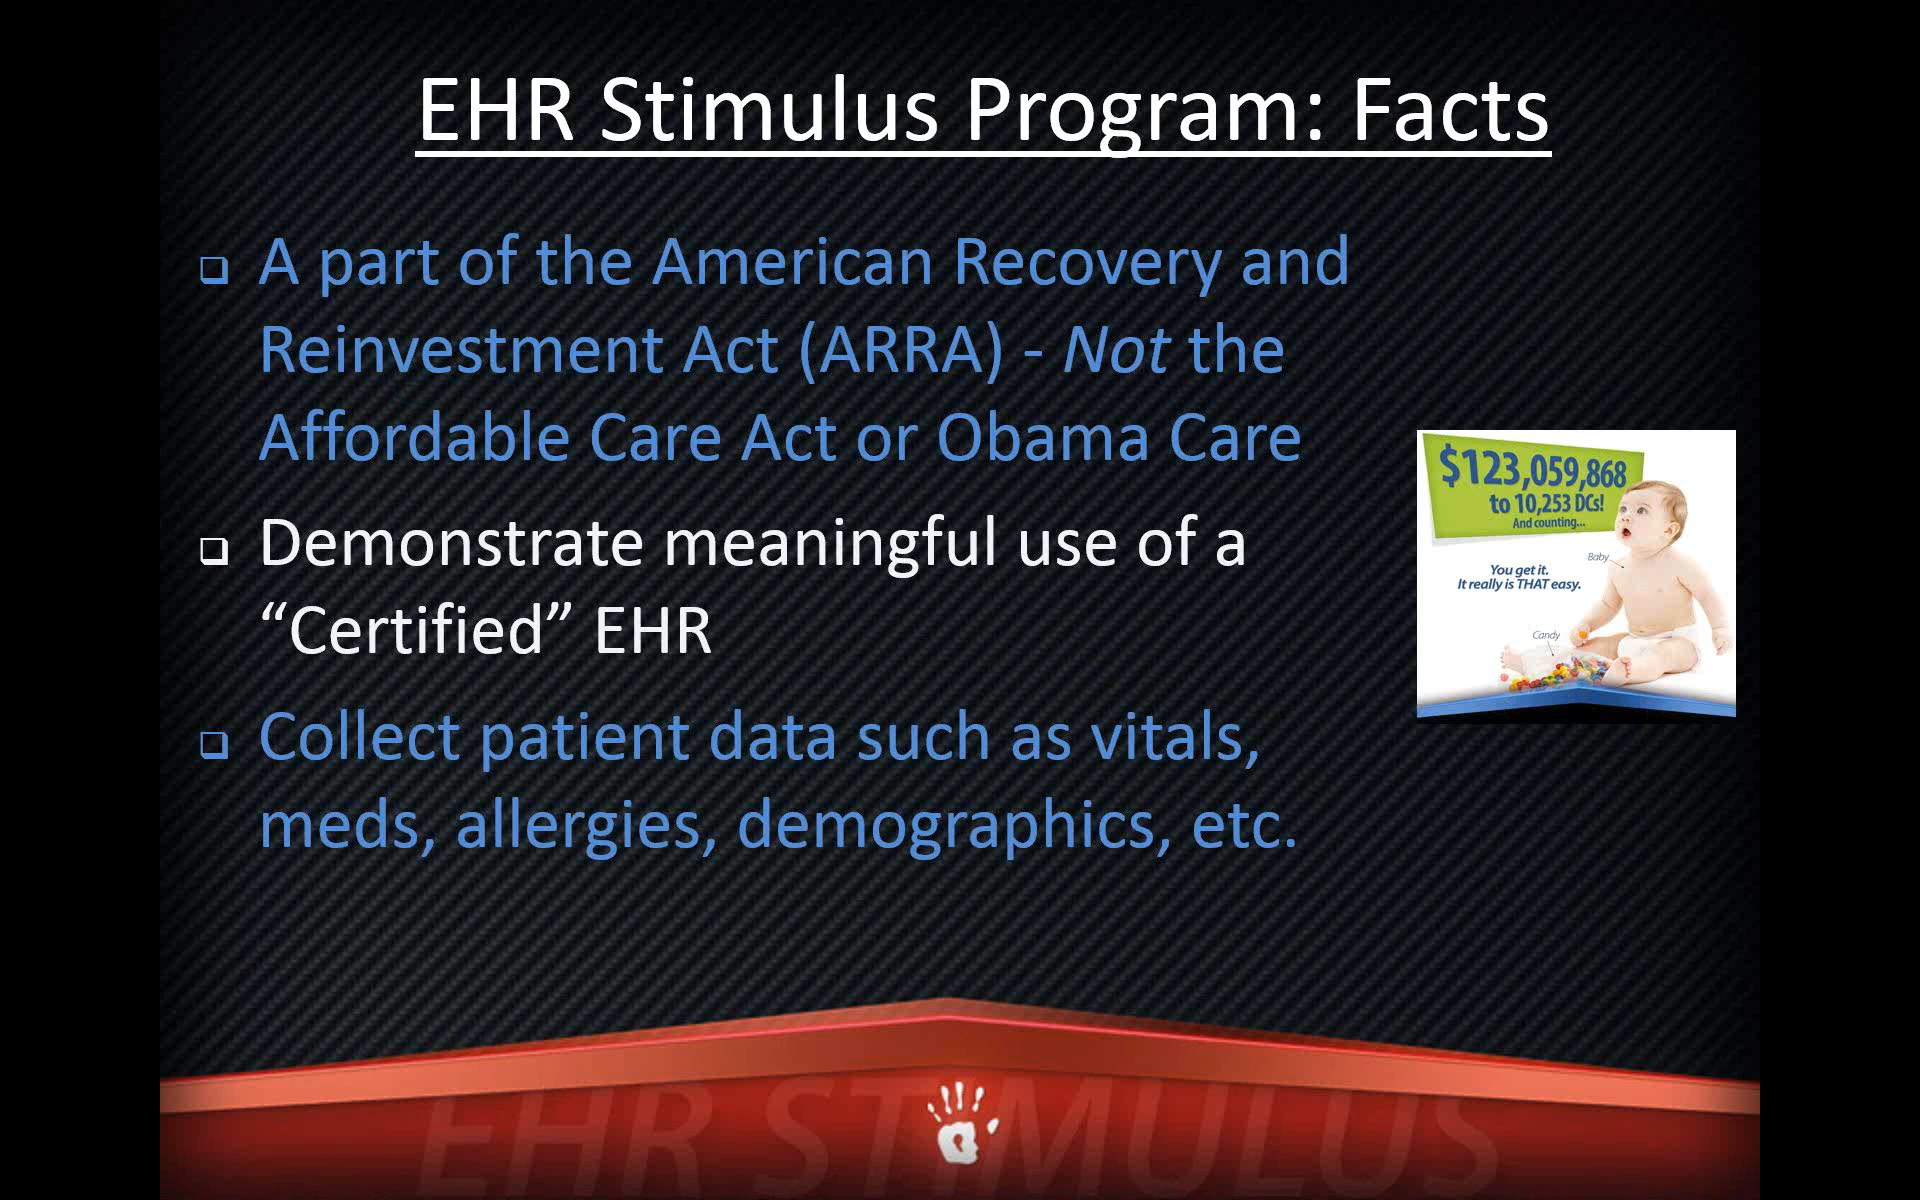 EHR Stimulus Program: Facts
❑ A part of the American Recovery and
Reinvestment Act (ARRA) - Not the
Affordable Care Act or Obama Care
❑ Demonstrate meaningful use of a
“Certified” EHR
❑ Collect patient data such as vitals,
meds, allergies, demographics, etc.
$123,059,868
to 10,253 DCs!
And counting...
Baby
You get it.
It really is THAT easy.
Candy
EHR STIMULUS